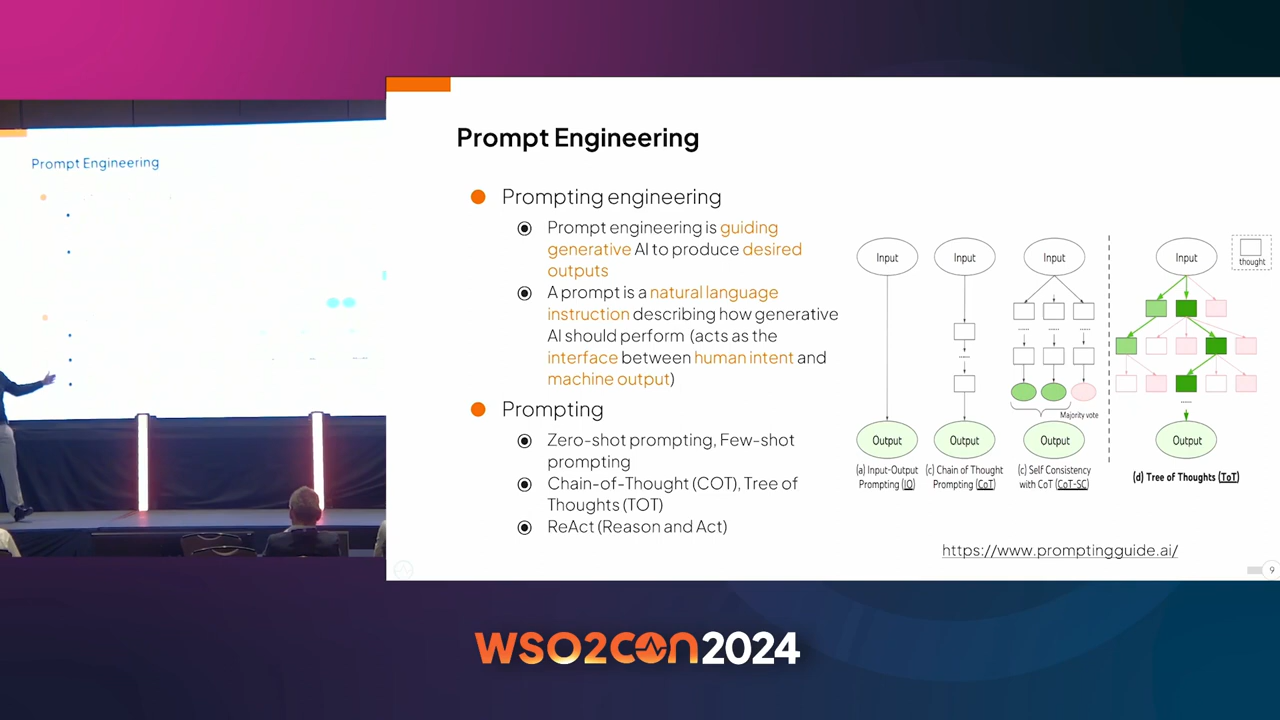 Prompt Engineering
Prompt Engineering
Prompting engineering
Prompt engineering is guiding
generative AI to produce desired
outputs
A prompt is a natural language
instruction describing how generative
AI should perform (acts as the
interface between human intent and
machine output)
Prompting
Zero-shot prompting, Few-shot
prompting
Chain-of-Thought (COT), Tree of
Thoughts (TOT)
ReAct (Reason and Act)
Input
Input
Input
Input
thought
Majority vote
Output
Output
Output
Output
(a) Input-Output
Prompting (IO)
(c) Chain of Thought
Prompting (CoT)
(c) Self Consistency
with CoT (CoT-SC)
(d) Tree of Thoughts (ToT)
https://www.promptingguide.ai/
9
WSO2CON2024